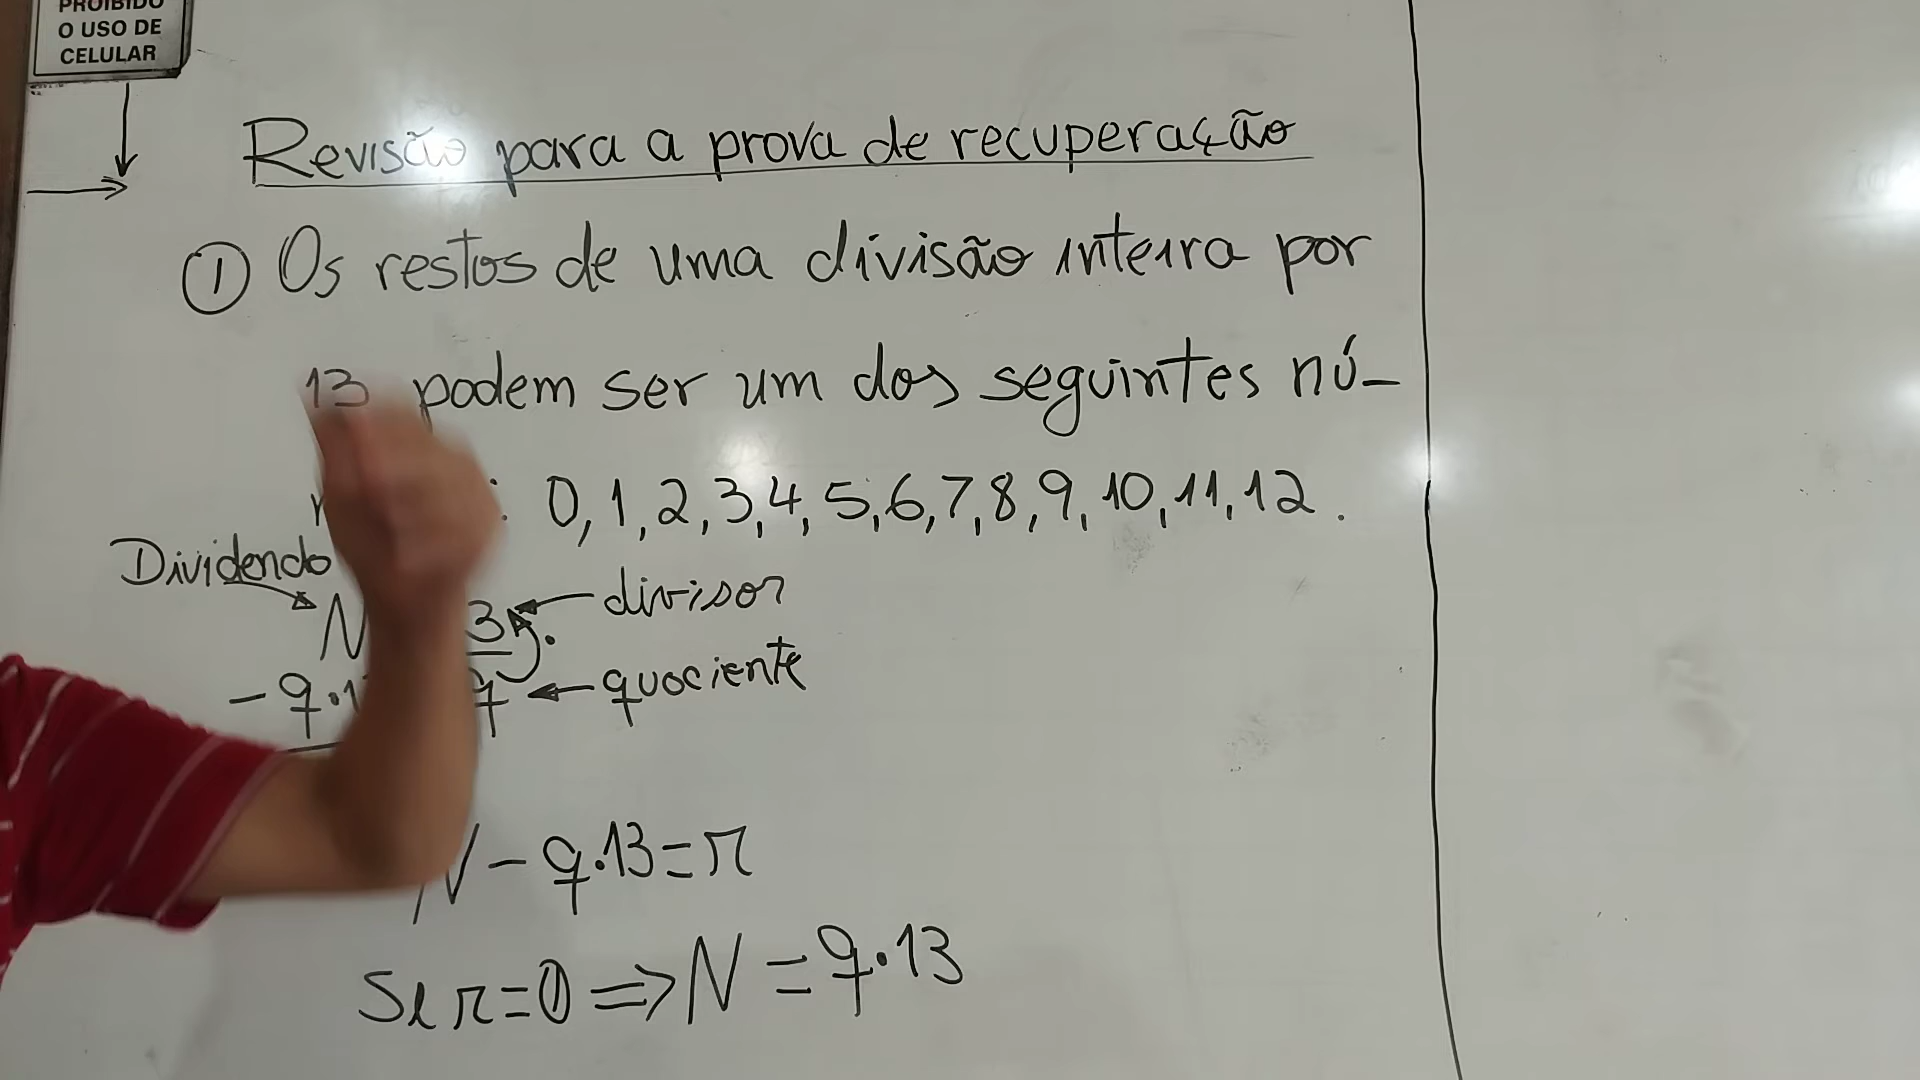 PROIBIDO
O USO DE
CELULAR
Revisão para a prova de recuperação
① Os restos de uma divisão inteira por
13 podem ser um dos seguintes nú-
: 0, 1, 2, 3, 4, 5, 6, 7, 8, 9, 10, 11, 12.
Dividendo
divisor
N 3
- q.1 q quociente
N - q.13 = r
Se r = 0 ⇒ N = q.13